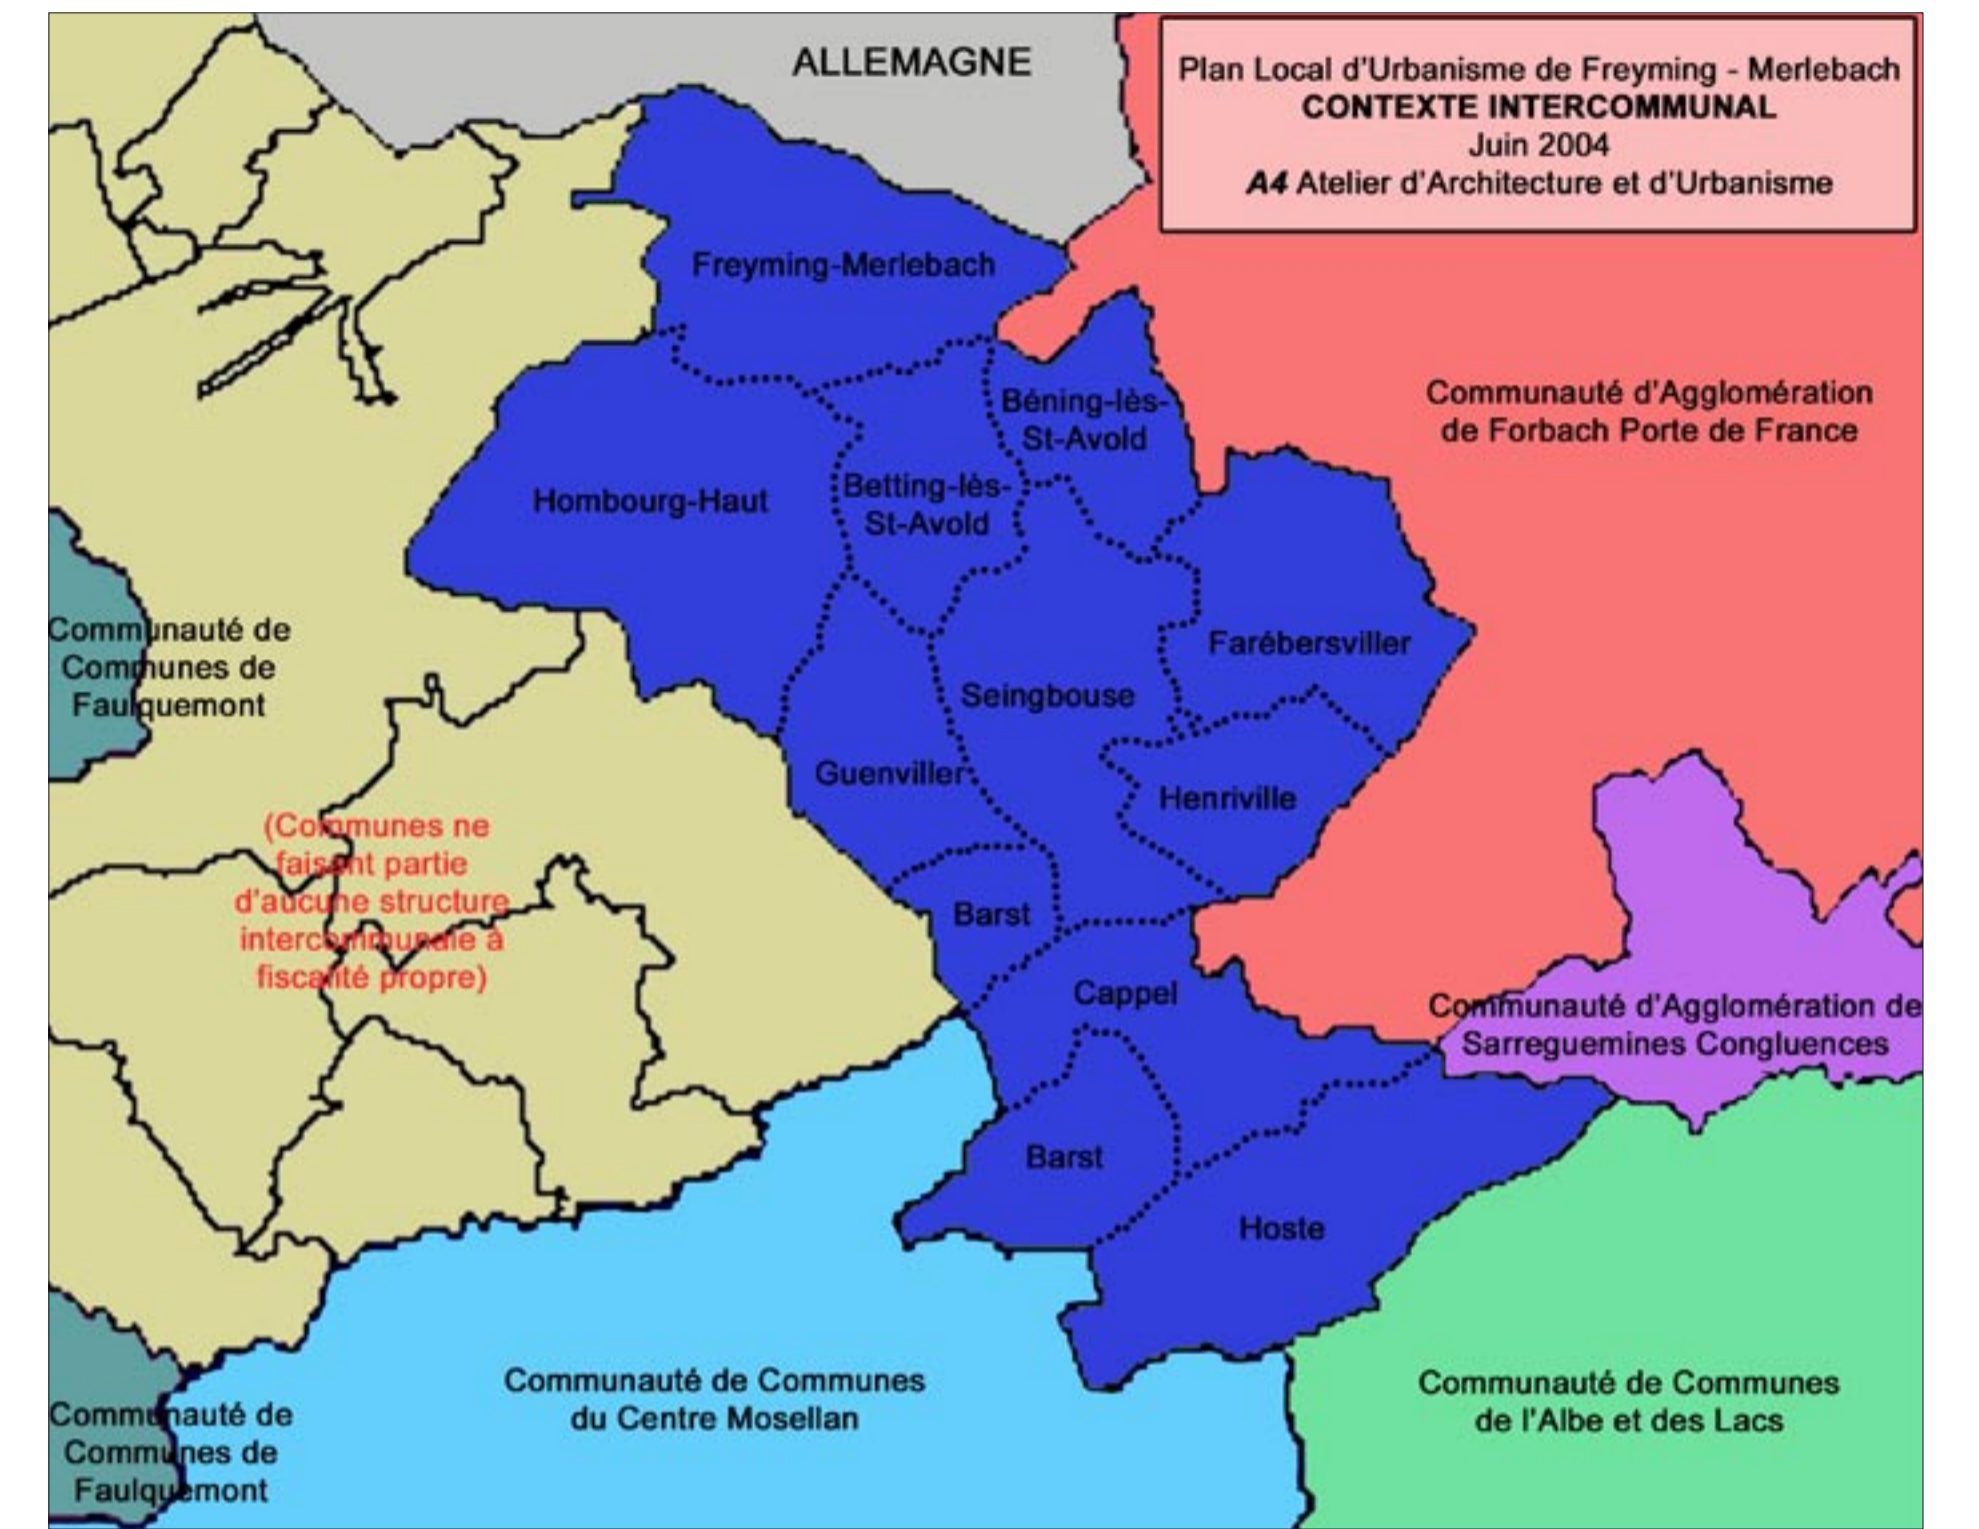 ALLEMAGNE
Plan Local d'Urbanisme de Freyming - Merlebach
CONTEXTE INTERCOMMUNAL
Juin 2004
A4 Atelier d'Architecture et d'Urbanisme
Freyming-Merlebach
Communauté d'Agglomération
de Forbach Porte de France
Béning-lès-
St-Avold
Hombourg-Haut
Betting-lès-
St-Avold
Communauté de
Communes de
Faulquemont
Farébersviller
Seingbouse
Guenviller
Henriville
(Communes ne
faisant partie
d'aucune structure
intercommunale à
fiscalité propre)
Barst
Cappel
Communauté d'Agglomération de
Sarreguemines Congluences
Barst
Hoste
Communauté de Communes
du Centre Mosellan
Communauté de Communes
de l'Albe et des Lacs
Communauté de
Communes de
Faulquemont